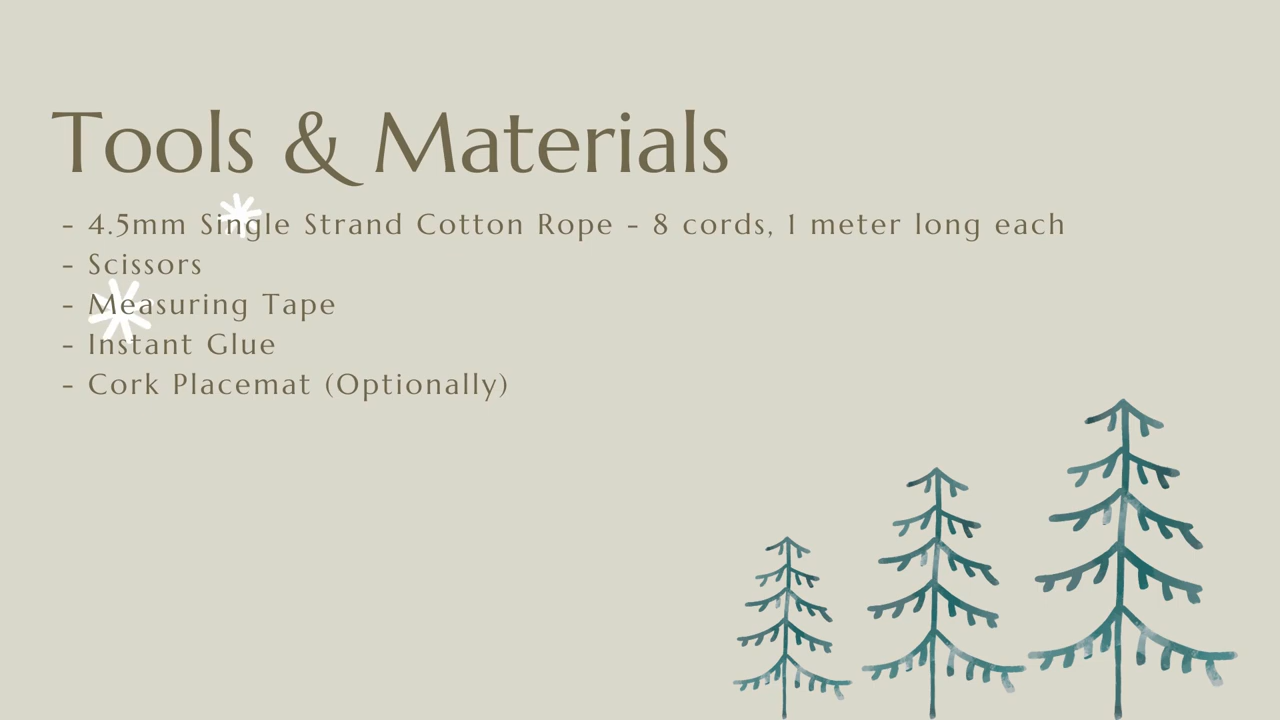 Tools & Materials
- 4.5mm Single Strand Cotton Rope - 8 cords, 1 meter long each
- Scissors
- Measuring Tape
- Instant Glue
- Cork Placemat (Optionally)